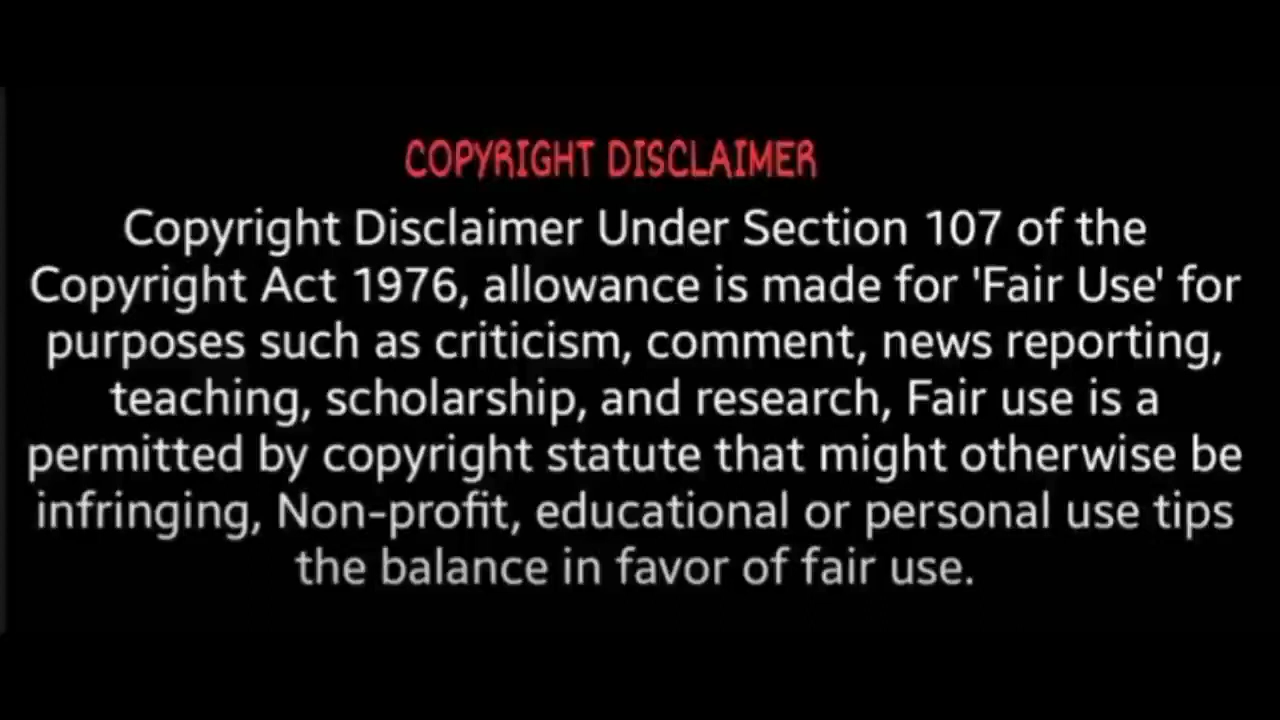 COPYRIGHT DISCLAIMER
Copyright Disclaimer Under Section 107 of the
Copyright Act 1976, allowance is made for 'Fair Use' for
purposes such as criticism, comment, news reporting,
teaching, scholarship, and research, Fair use is a
permitted by copyright statute that might otherwise be
infringing, Non-profit, educational or personal use tips
the balance in favor of fair use.